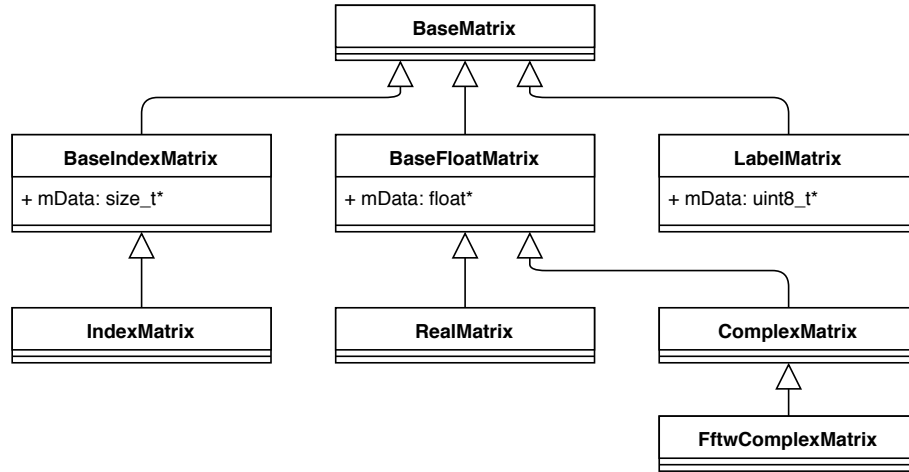 BaseMatrix
BaseIndexMatrix
+ mData: size_t*
BaseFloatMatrix
+ mData: float*
LabelMatrix
+ mData: uint8_t*
IndexMatrix
RealMatrix
ComplexMatrix
FftwComplexMatrix